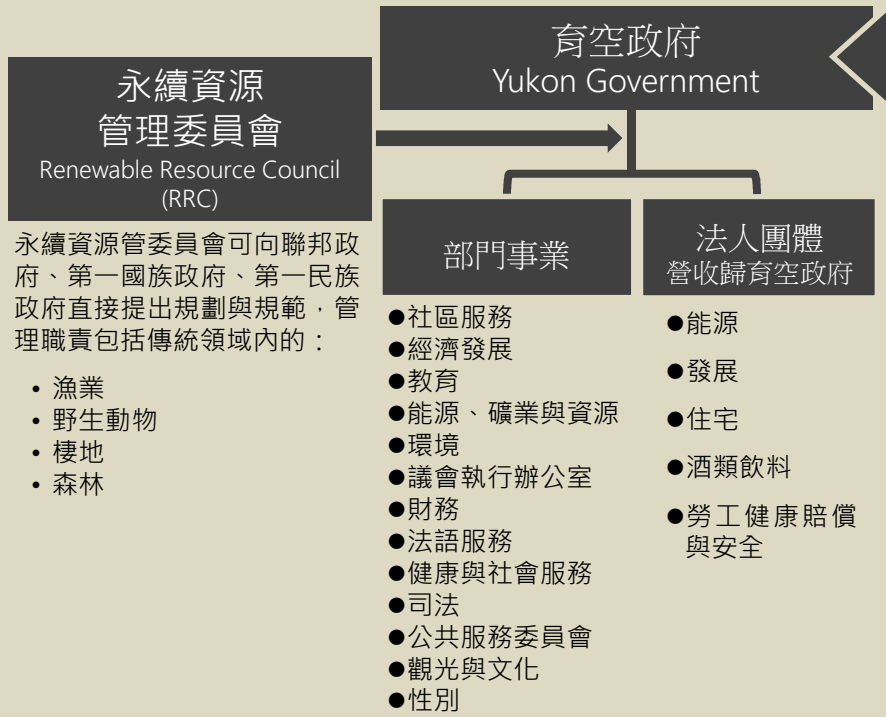 育空政府
Yukon Government
永續資源
管理委員會
Renewable Resource Council
(RRC)
永續資源管委員會可向聯邦政
府、第一國族政府、第一民族
政府直接提出規劃與規範，管
理職責包括傳統領域內的：
• 漁業
• 野生動物
• 棲地
• 森林
部門事業
●社區服務
●經濟發展
●教育
●能源、礦業與資源
●環境
●議會執行辦公室
●財務
●法語服務
●健康與社會服務
●司法
●公共服務委員會
●觀光與文化
●性別
法人團體
營收歸育空政府
●能源
●發展
●住宅
●酒類飲料
●勞工健康賠償
與安全